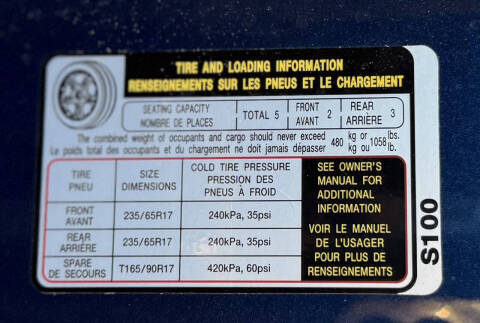 TIRE AND LOADING INFORMATION
RENSEIGNEMENTS SUR LES PNEUS ET LE CHARGEMENT
SEATING CAPACITY
NOMBRE DE PLACES
TOTAL 5
FRONT
AVANT 2
REAR
ARRIÈRE 3
The combined weight of occupants and cargo should never exceed 480 kg or 1058 lbs.
Le poids total des occupants et du chargement ne doit jamais dépasser kg ou lb.
TIRE
PNEU
SIZE
DIMENSIONS
COLD TIRE PRESSURE
PRESSION DES
PNEUS À FROID
FRONT
AVANT
235/65R17
240kPa, 35psi
REAR
ARRIÈRE
235/65R17
240kPa, 35psi
SPARE
DE SECOURS
T165/90R17
420kPa, 60psi
SEE OWNER'S
MANUAL FOR
ADDITIONAL
INFORMATION
VOIR LE MANUEL
DE L'USAGER
POUR PLUS DE
RENSEIGNEMENTS
S100